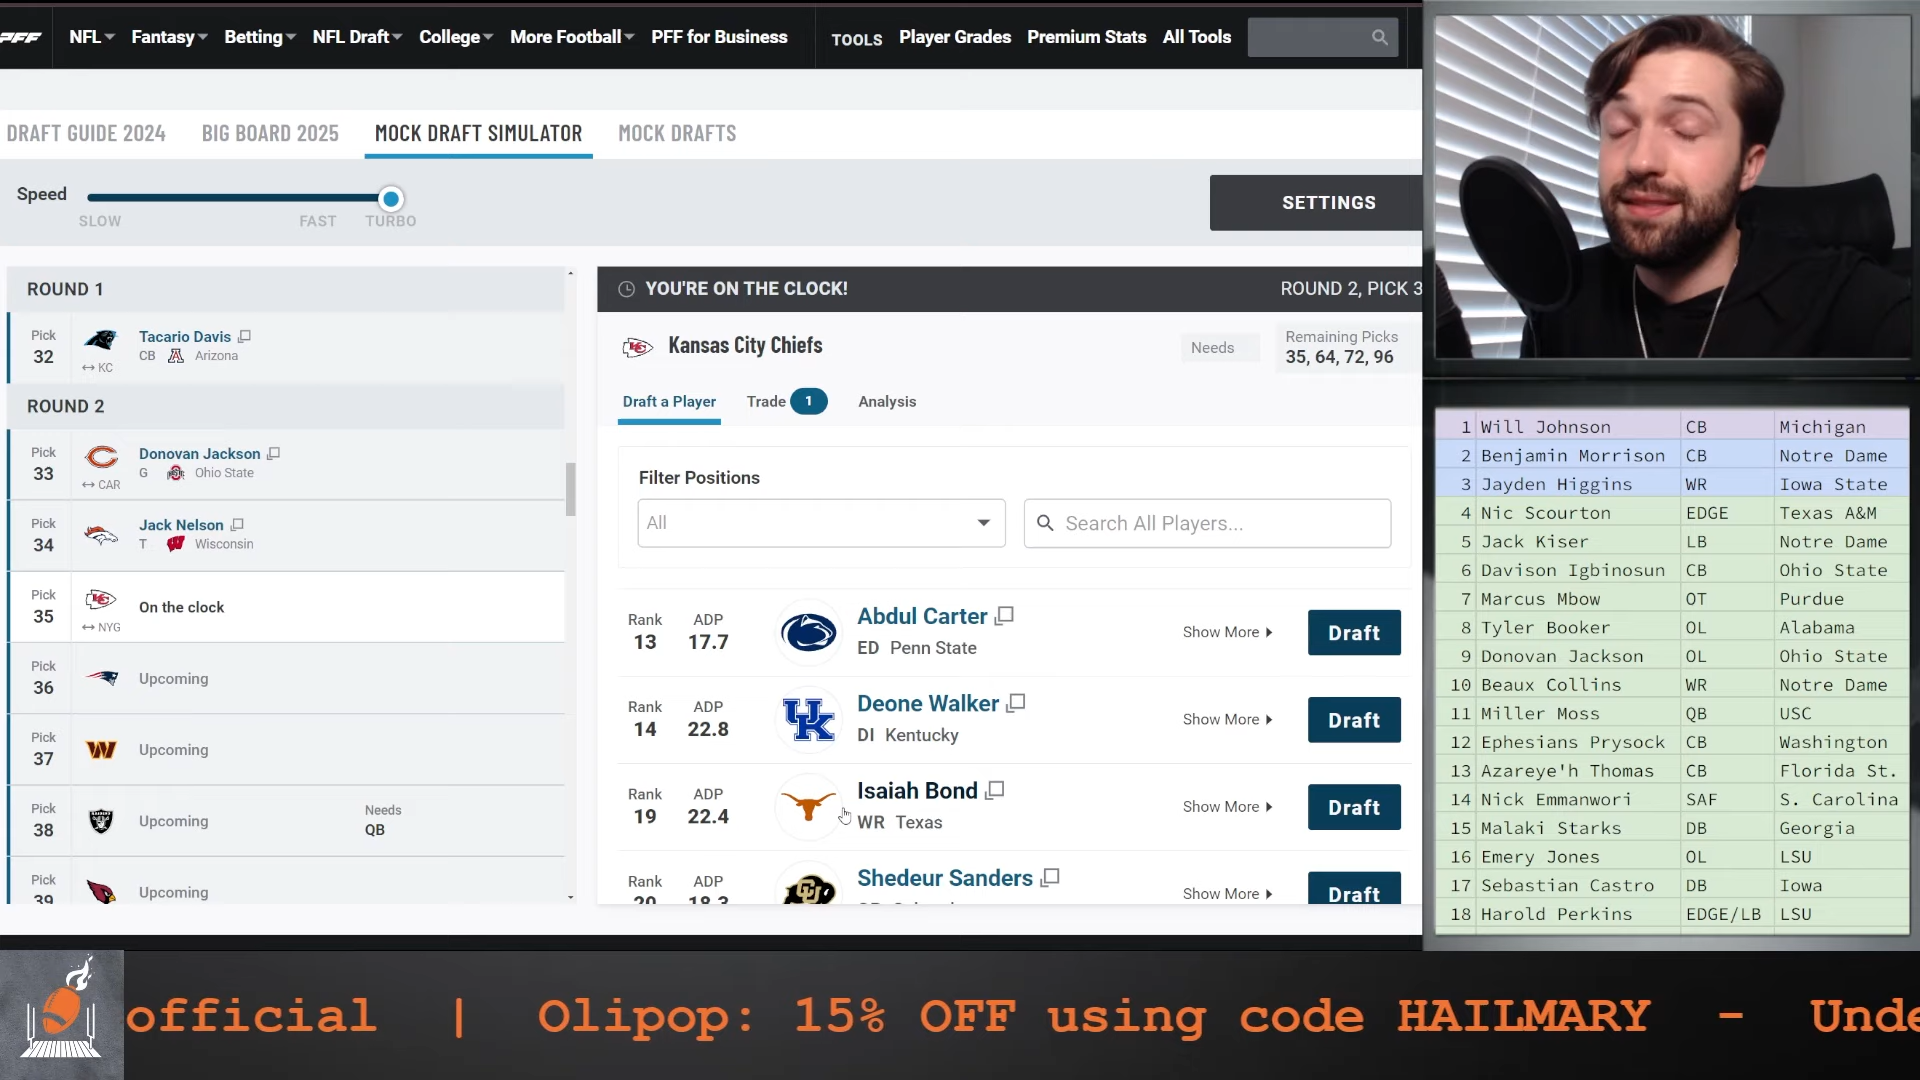 PFF NFL Fantasy Betting NFL Draft College More Football PFF for Business TOOLS Player Grades Premium Stats All Tools
DRAFT GUIDE 2024 BIG BOARD 2025 MOCK DRAFT SIMULATOR MOCK DRAFTS
Speed
SLOW FAST TURBO
SETTINGS
ROUND 1
Pick 32
KC
Tacario Davis
CB Arizona
ROUND 2
Pick 33
CAR
Donovan Jackson
G Ohio State
Pick 34
Jack Nelson
T Wisconsin
Pick 35
NYG
On the clock
Pick 36
Upcoming
Pick 37
Upcoming
Pick 38
Upcoming
Needs
QB
Pick 39
Upcoming
YOU'RE ON THE CLOCK! ROUND 2, PICK 3
Kansas City Chiefs
Needs
Remaining Picks
35, 64, 72, 96
Draft a Player Trade 1 Analysis
Filter Positions
All
Search All Players...
Rank 13 ADP 17.7
Abdul Carter
ED Penn State
Show More Draft
Rank 14 ADP 22.8
Deone Walker
DI Kentucky
Show More Draft
Rank 19 ADP 22.4
Isaiah Bond
WR Texas
Show More Draft
Rank 20 ADP 18.3
Shedeur Sanders
Show More Draft
1 Will Johnson CB Michigan
2 Benjamin Morrison CB Notre Dame
3 Jayden Higgins WR Iowa State
4 Nic Scourton EDGE Texas A&M
5 Jack Kiser LB Notre Dame
6 Davison Igbinosun CB Ohio State
7 Marcus Mbow OT Purdue
8 Tyler Booker OL Alabama
9 Donovan Jackson OL Ohio State
10 Beaux Collins WR Notre Dame
11 Miller Moss QB USC
12 Ephesians Prysock CB Washington
13 Azareye'h Thomas CB Florida St.
14 Nick Emmanwori SAF S. Carolina
15 Malaki Starks DB Georgia
16 Emery Jones OL LSU
17 Sebastian Castro DB Iowa
18 Harold Perkins EDGE/LB LSU
official | Olipop: 15% OFF using code HAILMARY - Unde